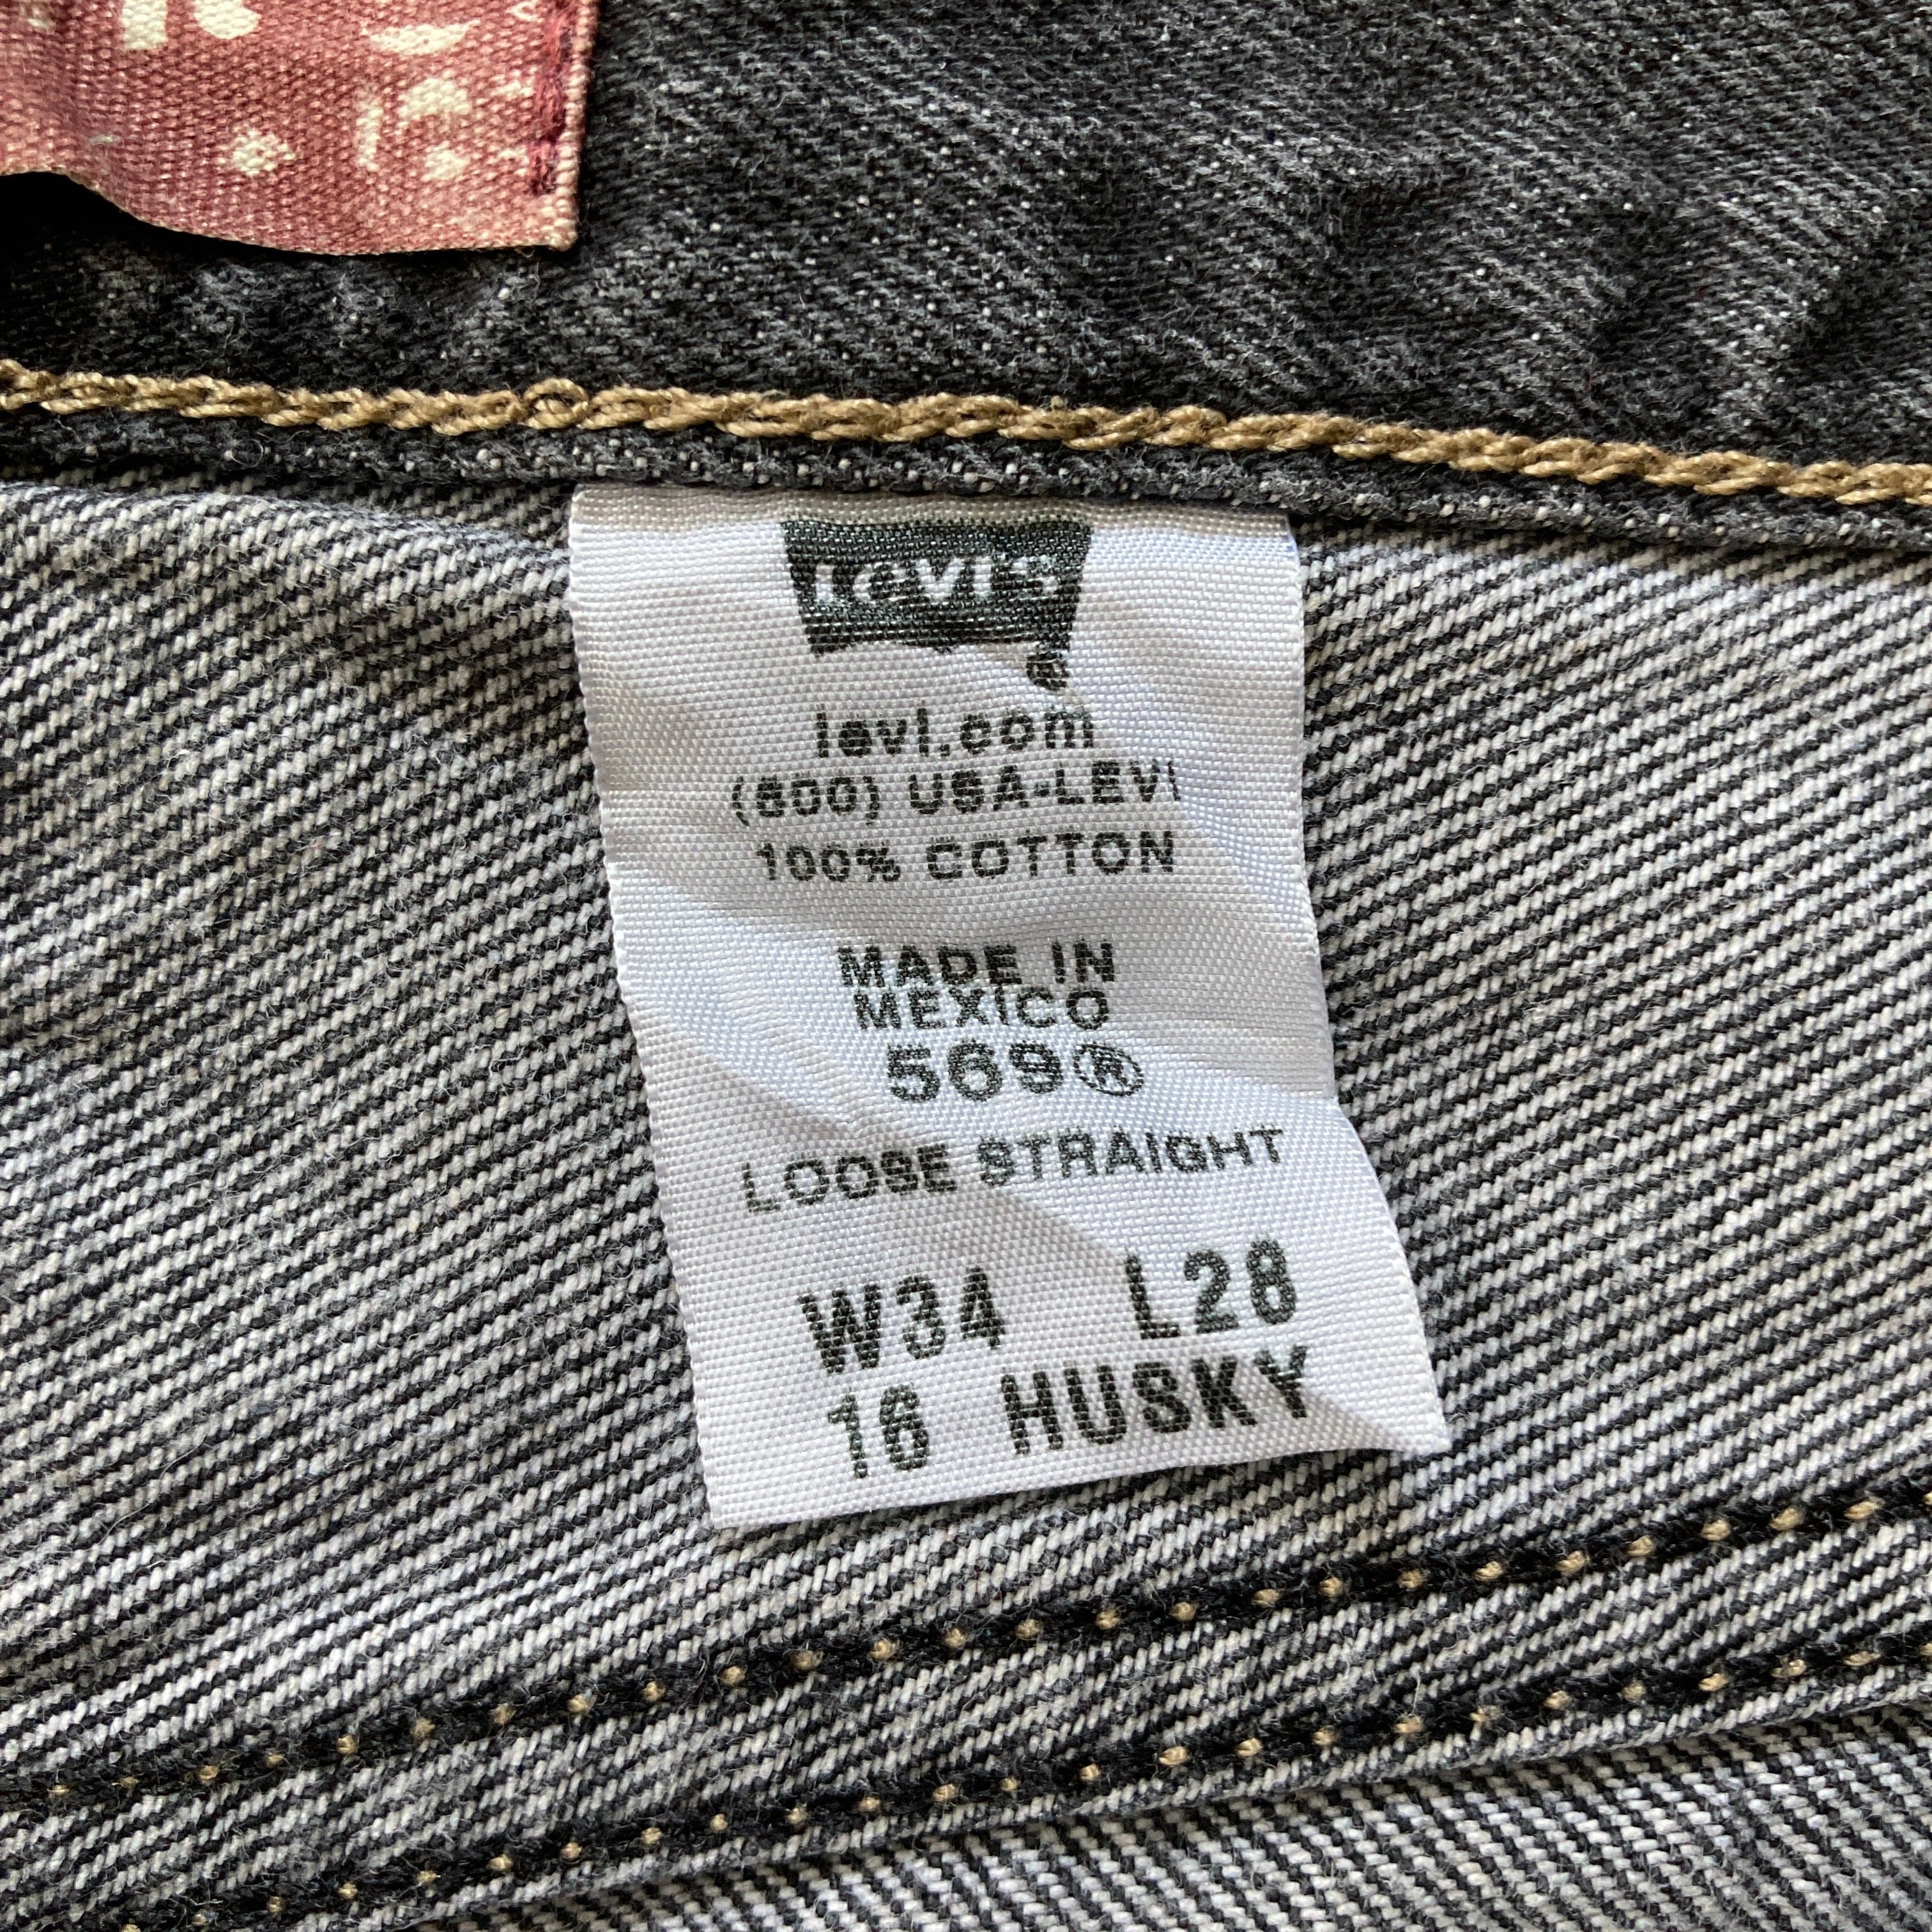 Levi's
®
levi.com
(800) USA-LEVI
100% COTTON
MADE IN
MEXICO
569®
LOOSE STRAIGHT
W34 L28
16 HUSKY